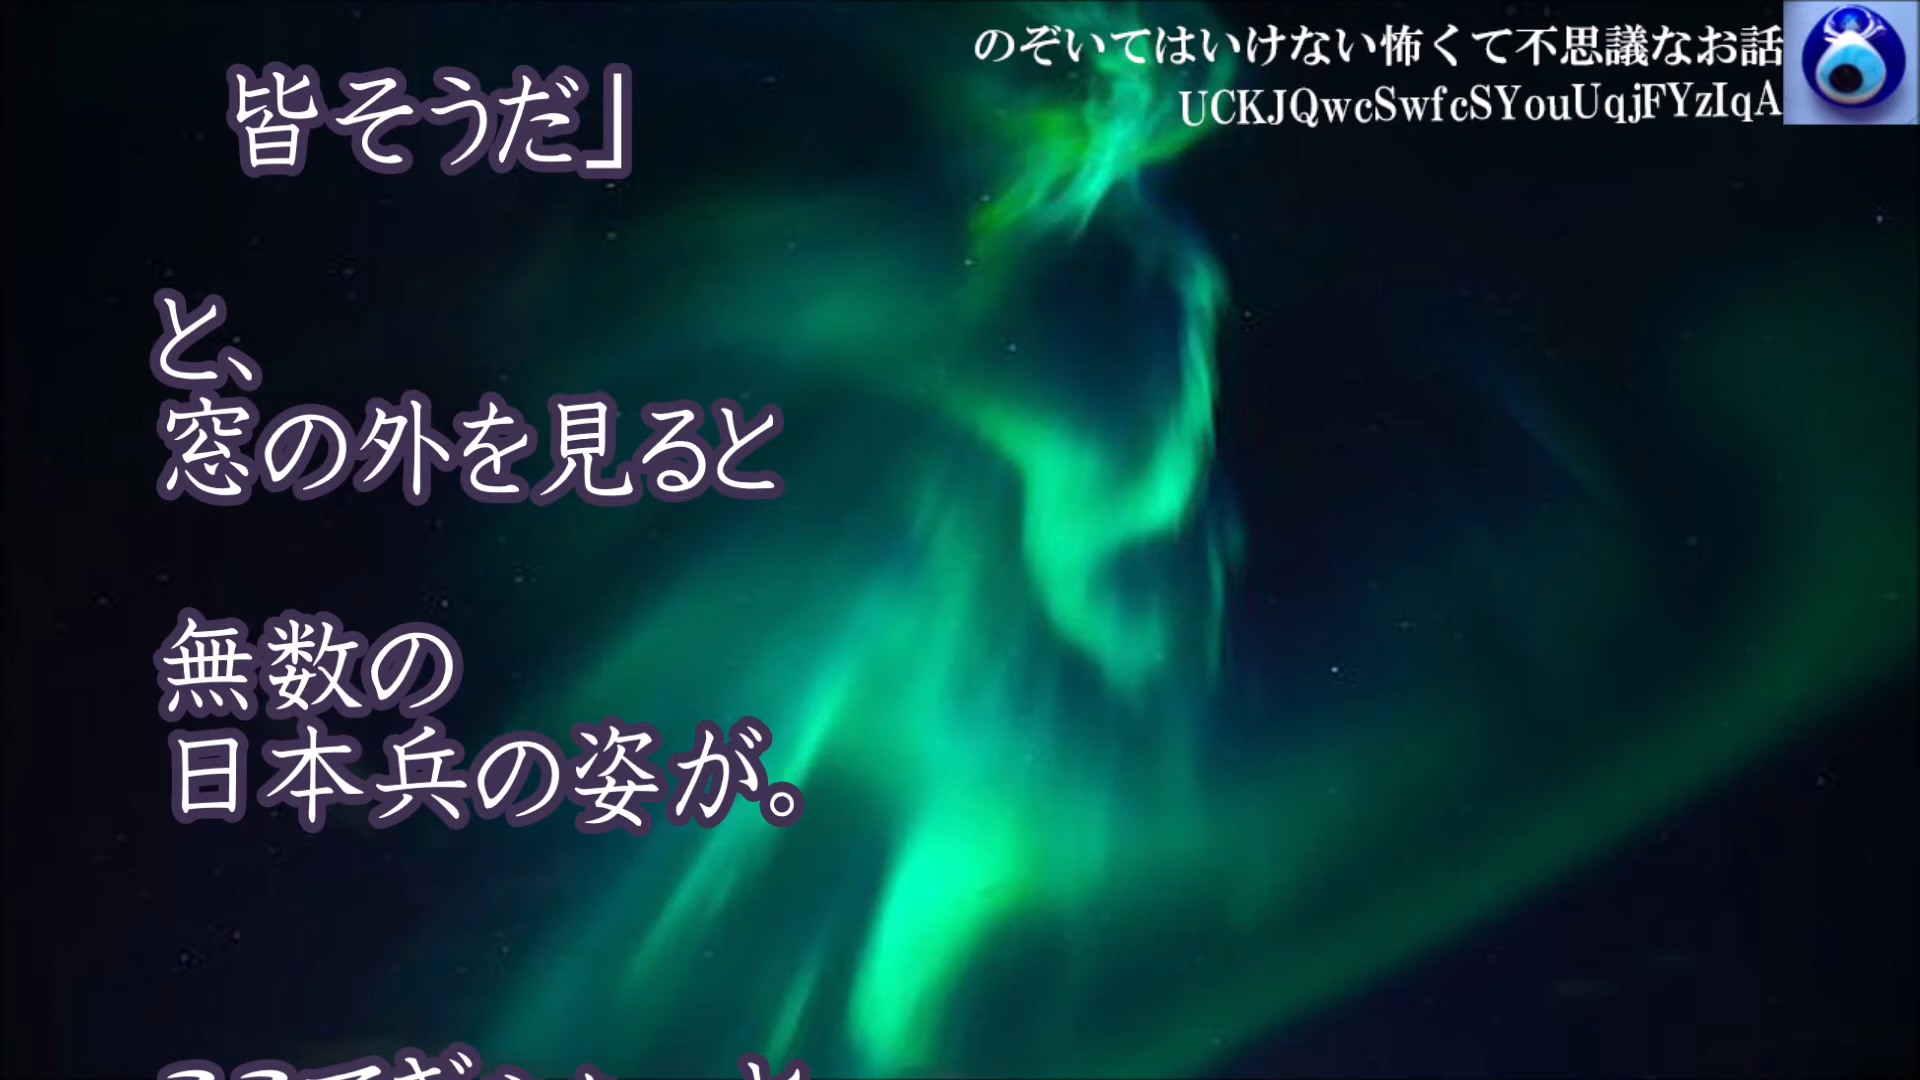 のぞいてはいけない怖くて不思議なお話
UCKJQwcSwfcSYouUqjFYzIqA
皆そうだ」
と、
窓の外を見ると
無数の
日本兵の姿が。